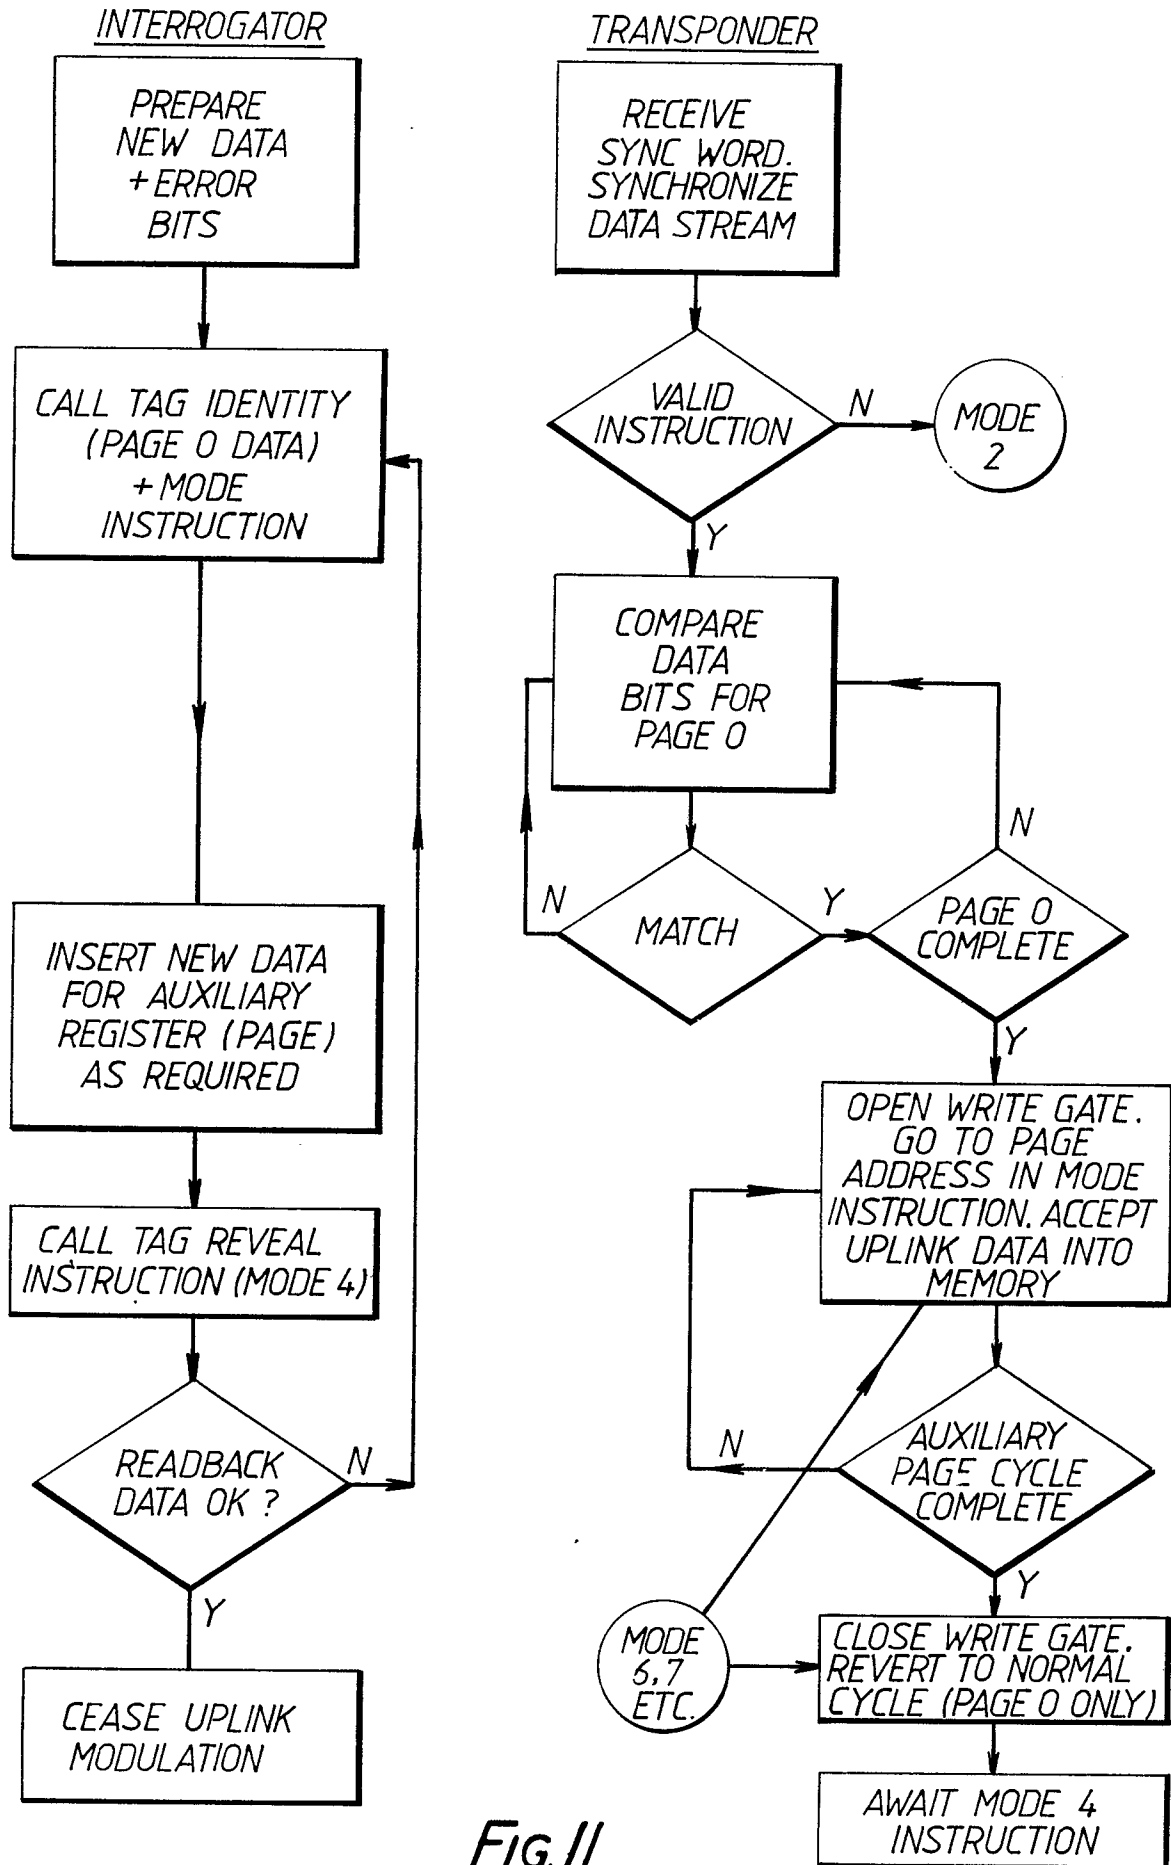 INTERROGATOR
PREPARE
NEW DATA
+ ERROR
BITS
CALL TAG IDENTITY
(PAGE 0 DATA)
+ MODE
INSTRUCTION
INSERT NEW DATA
FOR AUXILIARY
REGISTER (PAGE)
AS REQUIRED
CALL TAG REVEAL
INSTRUCTION (MODE 4)
READBACK
DATA OK ?
N
Y
CEASE UPLINK
MODULATION
TRANSPONDER
RECEIVE
SYNC WORD.
SYNCHRONIZE
DATA STREAM
VALID
INSTRUCTION
N
MODE
2
Y
COMPARE
DATA
BITS FOR
PAGE 0
MATCH
N
Y
PAGE 0
COMPLETE
N
Y
OPEN WRITE GATE.
GO TO PAGE
ADDRESS IN MODE
INSTRUCTION. ACCEPT
UPLINK DATA INTO
MEMORY
AUXILIARY
PAGE CYCLE
COMPLETE
N
Y
MODE
6,7
ETC.
CLOSE WRITE GATE.
REVERT TO NORMAL
CYCLE (PAGE 0 ONLY)
AWAIT MODE 4
INSTRUCTION
FIG. 11